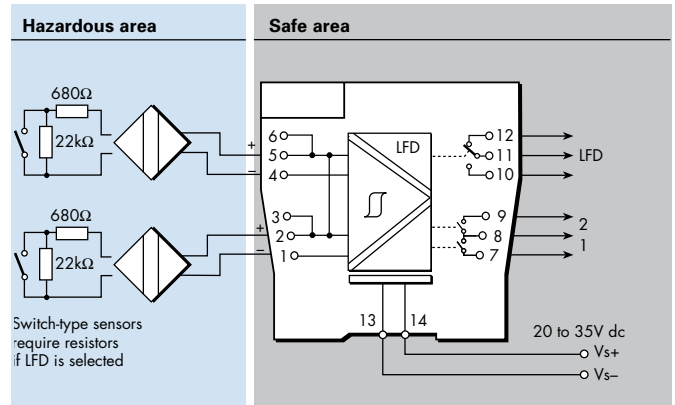 Hazardous area
Safe area
680Ω
22kΩ
+
–
6
5
4
LFD
12
11
10
LFD
680Ω
22kΩ
+
–
3
2
1
9
8
7
2
1
Switch-type sensors
require resistors
if LFD is selected
13
14
20 to 35V dc
Vs+
Vs–